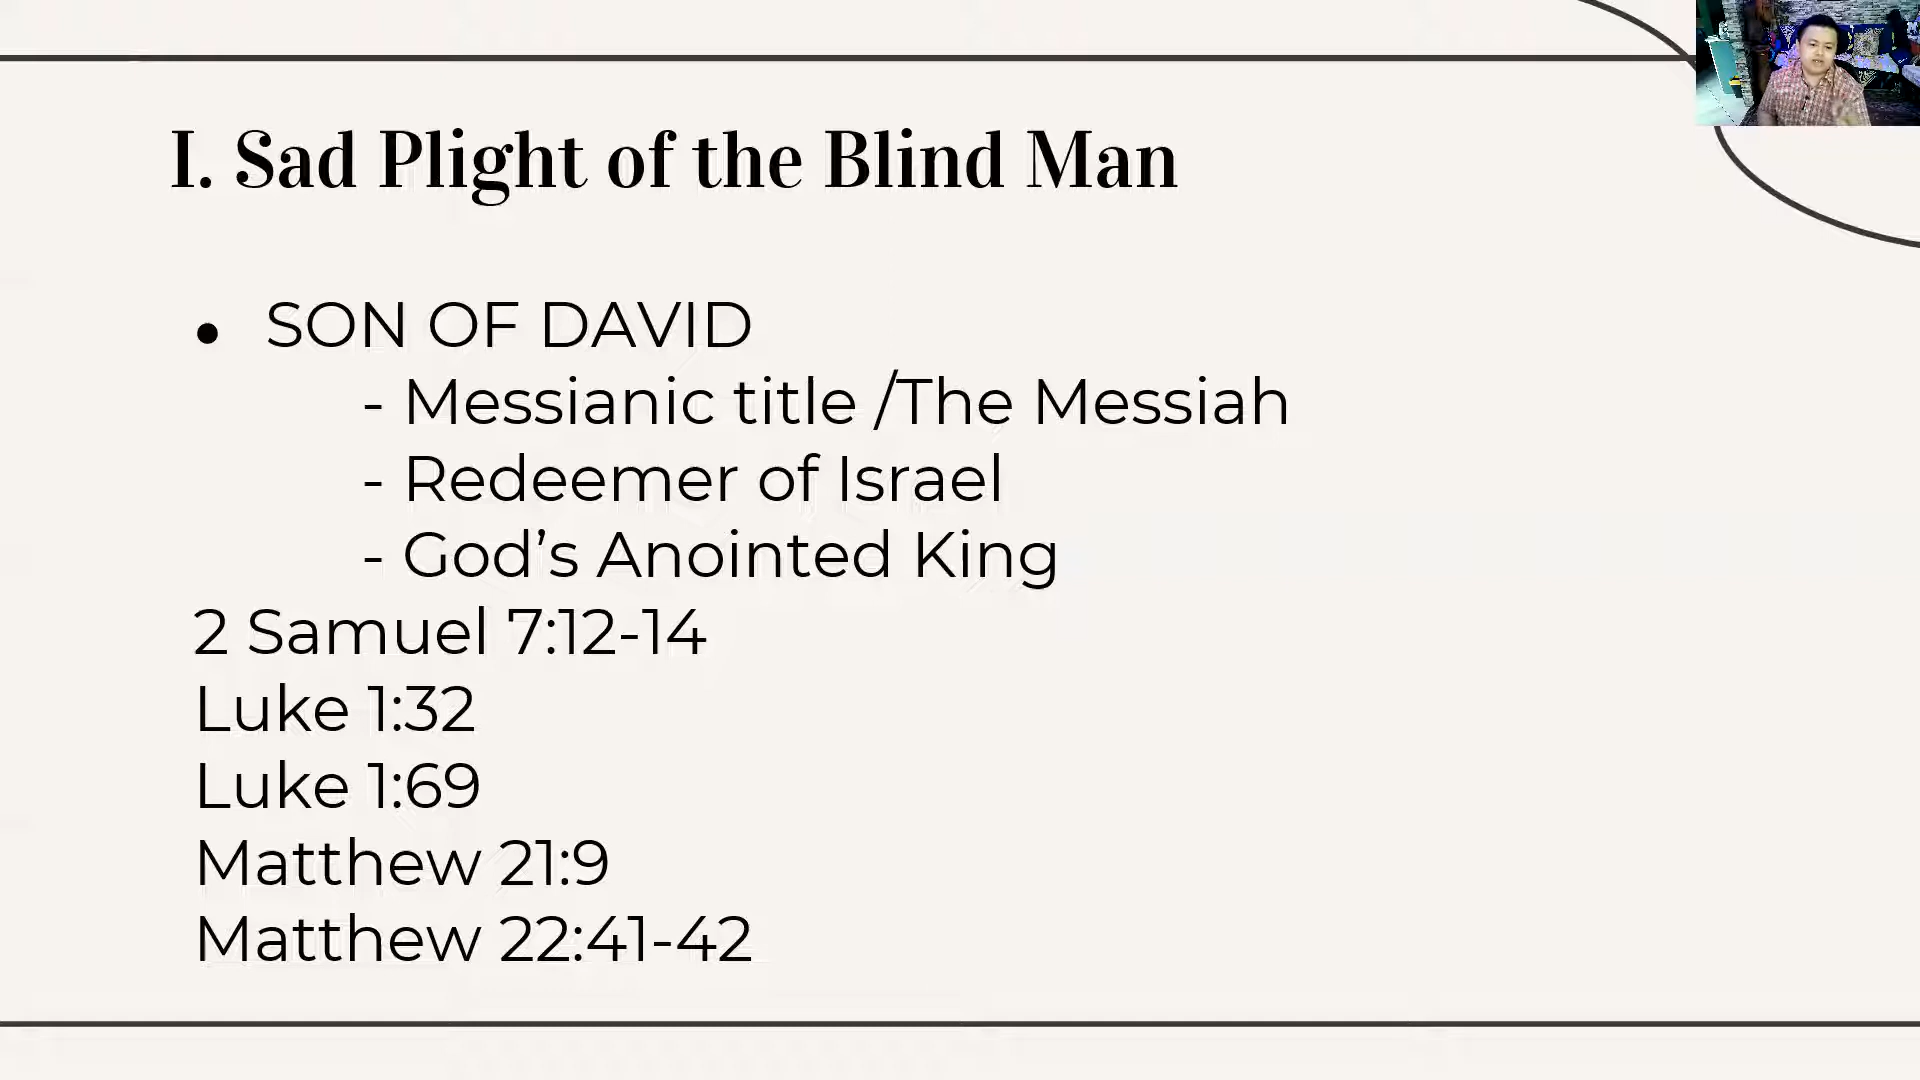 I. Sad Plight of the Blind Man
• SON OF DAVID
- Messianic title /The Messiah
- Redeemer of Israel
- God’s Anointed King
2 Samuel 7:12-14
Luke 1:32
Luke 1:69
Matthew 21:9
Matthew 22:41-42